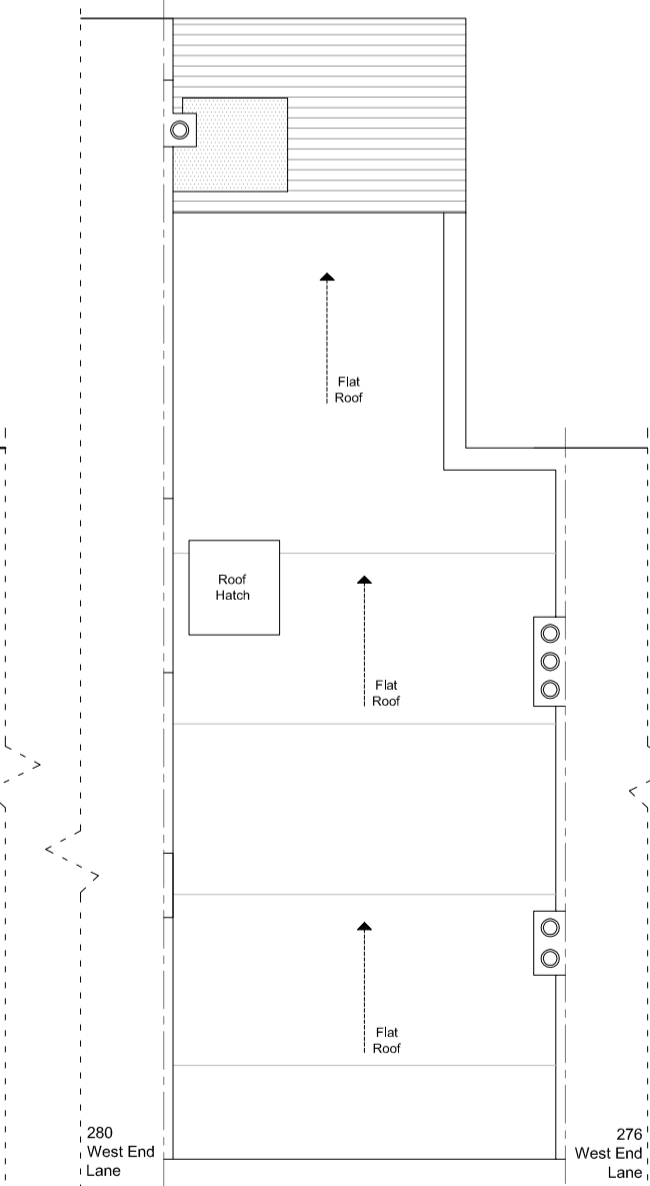 Flat
Roof
Roof
Hatch
Flat
Roof
Flat
Roof
280
West End
Lane
276
West End
Lane